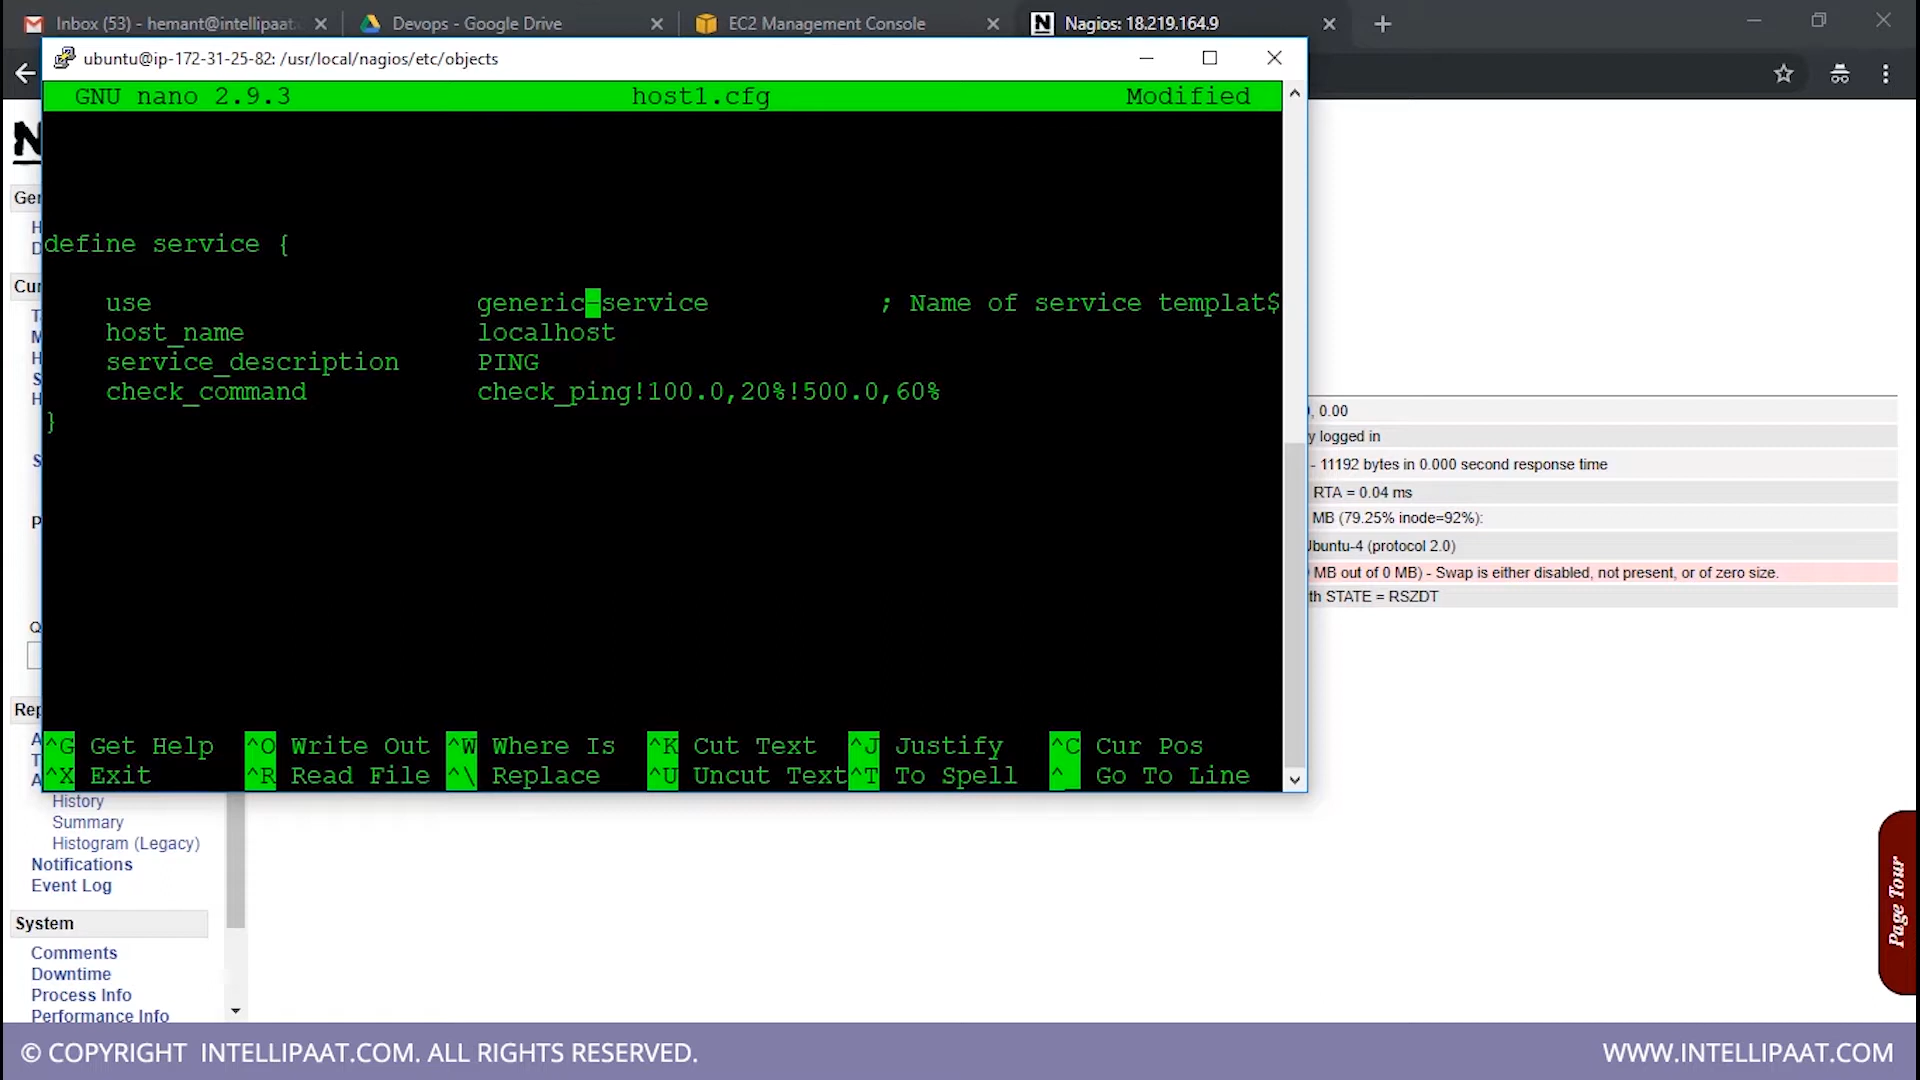 Inbox (53) - hemant@intellipaat.
Devops - Google Drive
EC2 Management Console
Nagios: 18.219.164.9
ubuntu@ip-172-31-25-82: /usr/local/nagios/etc/objects
GNU nano 2.9.3 host1.cfg Modified
define service {
use generic-service ; Name of service templat$
host_name localhost
service_description PING
check_command check_ping!100.0,20%!500.0,60%
}
^G Get Help ^O Write Out ^W Where Is ^K Cut Text ^J Justify ^C Cur Pos
^X Exit ^R Read File ^\ Replace ^U Uncut Text ^T To Spell ^_ Go To Line
, 0.00
y logged in
- 11192 bytes in 0.000 second response time
RTA = 0.04 ms
MB (79.25% inode=92%):
Ubuntu-4 (protocol 2.0)
MB out of 0 MB) - Swap is either disabled, not present, or of zero size.
th STATE = RSZDT
History
Summary
Histogram (Legacy)
Notifications
Event Log
System
Comments
Downtime
Process Info
Performance Info
Page Tour
© COPYRIGHT INTELLIPAAT.COM. ALL RIGHTS RESERVED.
WWW.INTELLIPAAT.COM